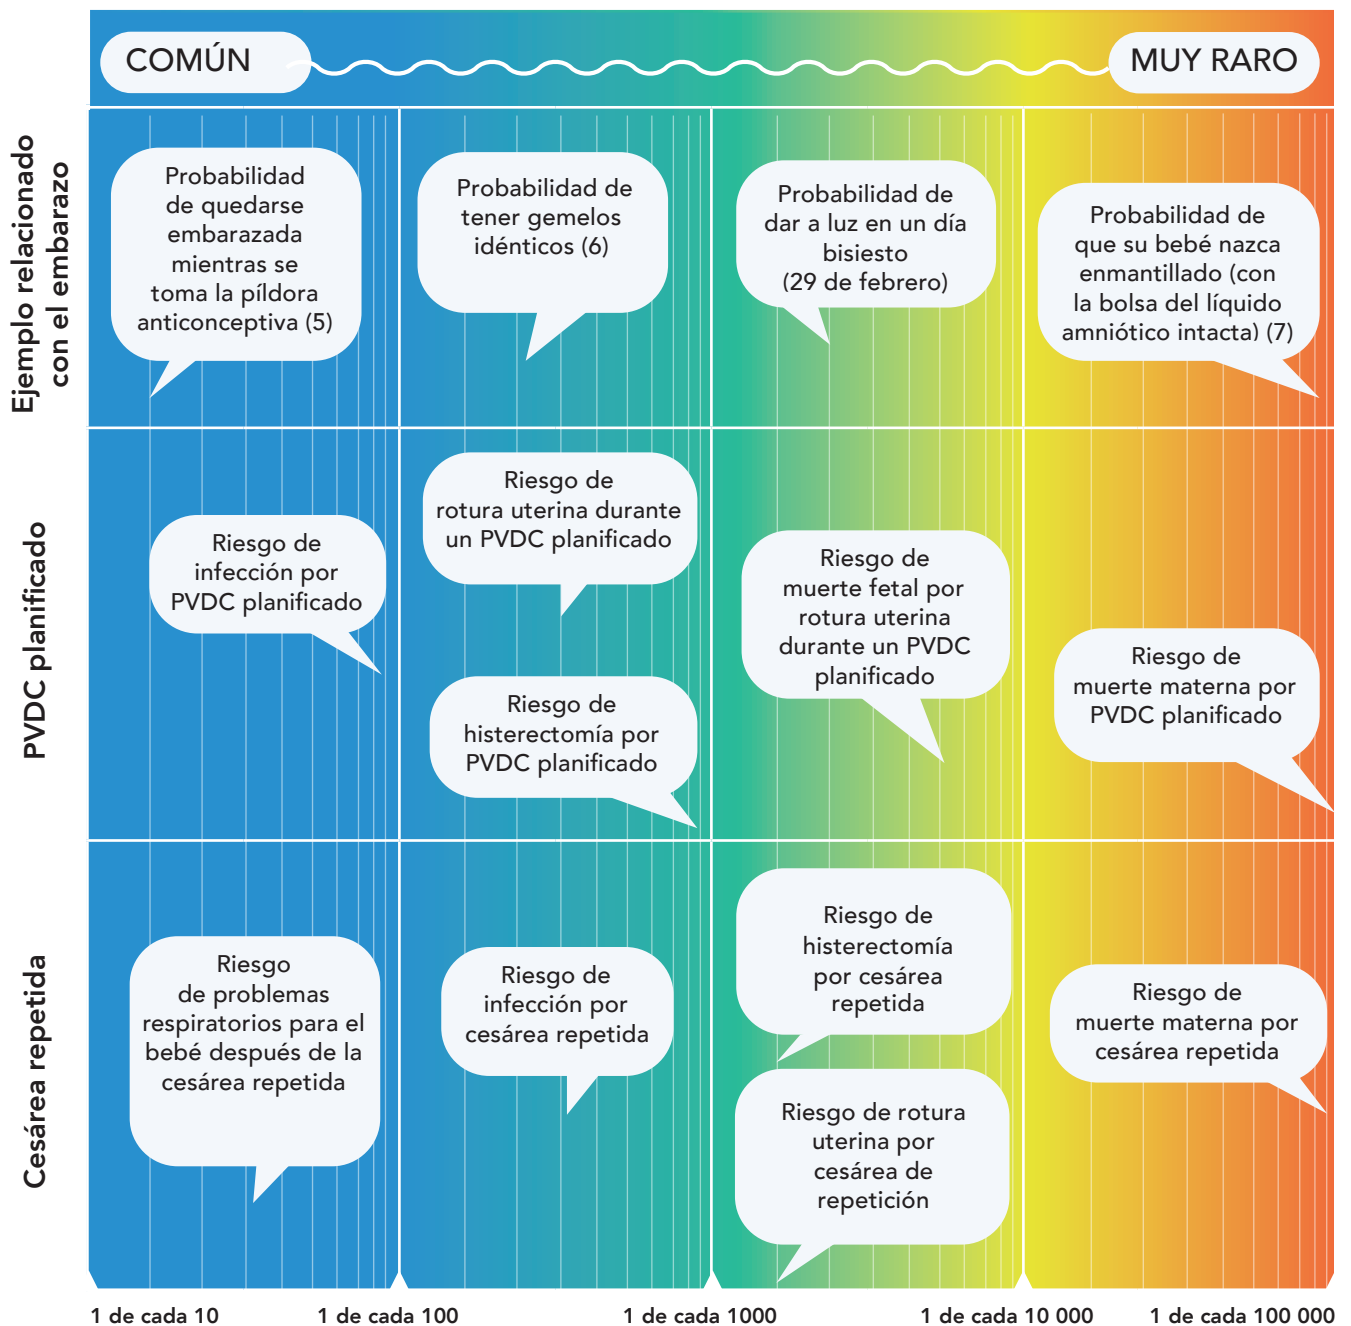 COMÚN
MUY RARO
Ejemplo relacionado
con el embarazo
Probabilidad
de quedarse
embarazada
mientras se
toma la píldora
anticonceptiva (5)
Probabilidad de
tener gemelos
idénticos (6)
Probabilidad de
dar a luz en un día
bisiesto
(29 de febrero)
Probabilidad de
que su bebé nazca
enmantillado (con
la bolsa del líquido
amniótico intacta) (7)
PVDC planificado
Riesgo de
infección por
PVDC planificado
Riesgo de
rotura uterina durante
un PVDC planificado
Riesgo de
histerectomía por
PVDC planificado
Riesgo de
muerte fetal por
rotura uterina
durante un PVDC
planificado
Riesgo de
muerte materna por
PVDC planificado
Cesárea repetida
Riesgo
de problemas
respiratorios para el
bebé después de la
cesárea repetida
Riesgo de
infección por
cesárea repetida
Riesgo de
histerectomía
por cesárea
repetida
Riesgo de rotura
uterina por
cesárea de
repetición
Riesgo de
muerte materna por
cesárea repetida
1 de cada 10
1 de cada 100
1 de cada 1000
1 de cada 10 000
1 de cada 100 000